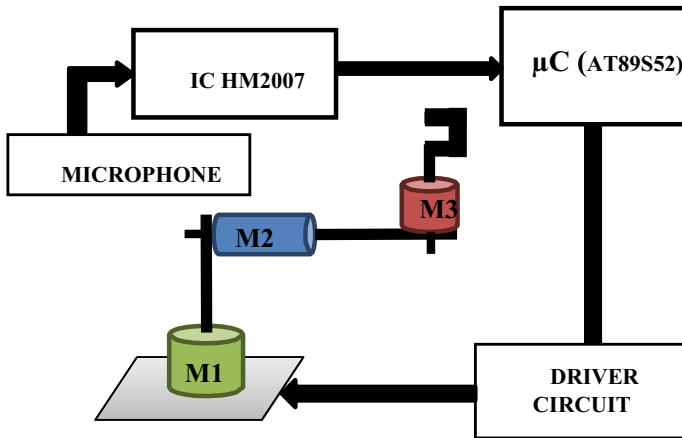 IC HM2007
µC (AT89S52)
MICROPHONE
M3
M2
M1
DRIVER
CIRCUIT